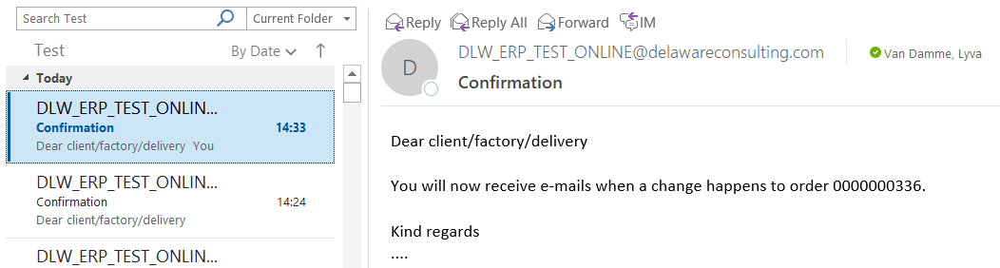 Search Test
Current Folder
Test
By Date
Today
DLW_ERP_TEST_ONLIN...
Confirmation 14:33
Dear client/factory/delivery You
DLW_ERP_TEST_ONLIN...
Confirmation 14:24
Dear client/factory/delivery
DLW_ERP_TEST_ONLIN...
Reply Reply All Forward IM
D
DLW_ERP_TEST_ONLINE@delawareconsulting.com
Van Damme, Lyva
Confirmation
Dear client/factory/delivery
You will now receive e-mails when a change happens to order 0000000336.
Kind regards
....